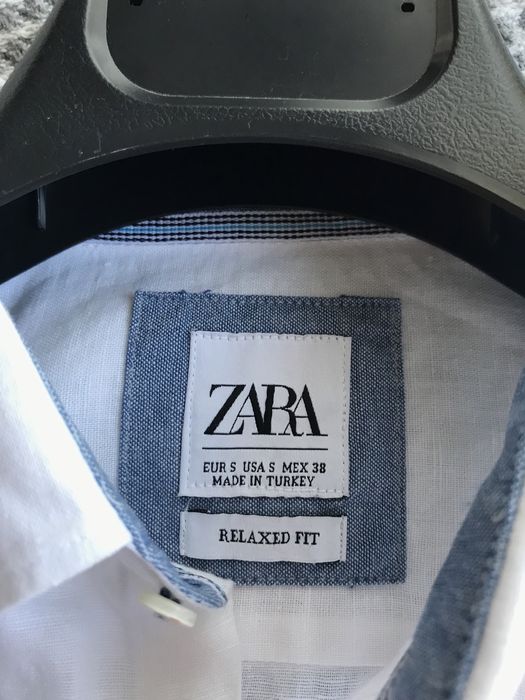 ZARA
EUR S USA S MEX 38
MADE IN TURKEY
RELAXED FIT